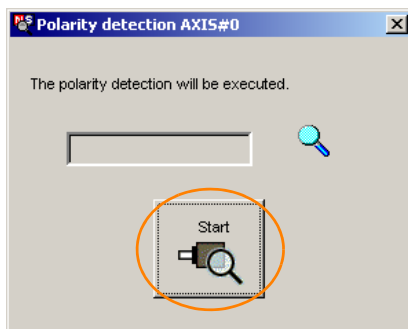 Polarity detection AXIS#0
The polarity detection will be executed.
Start